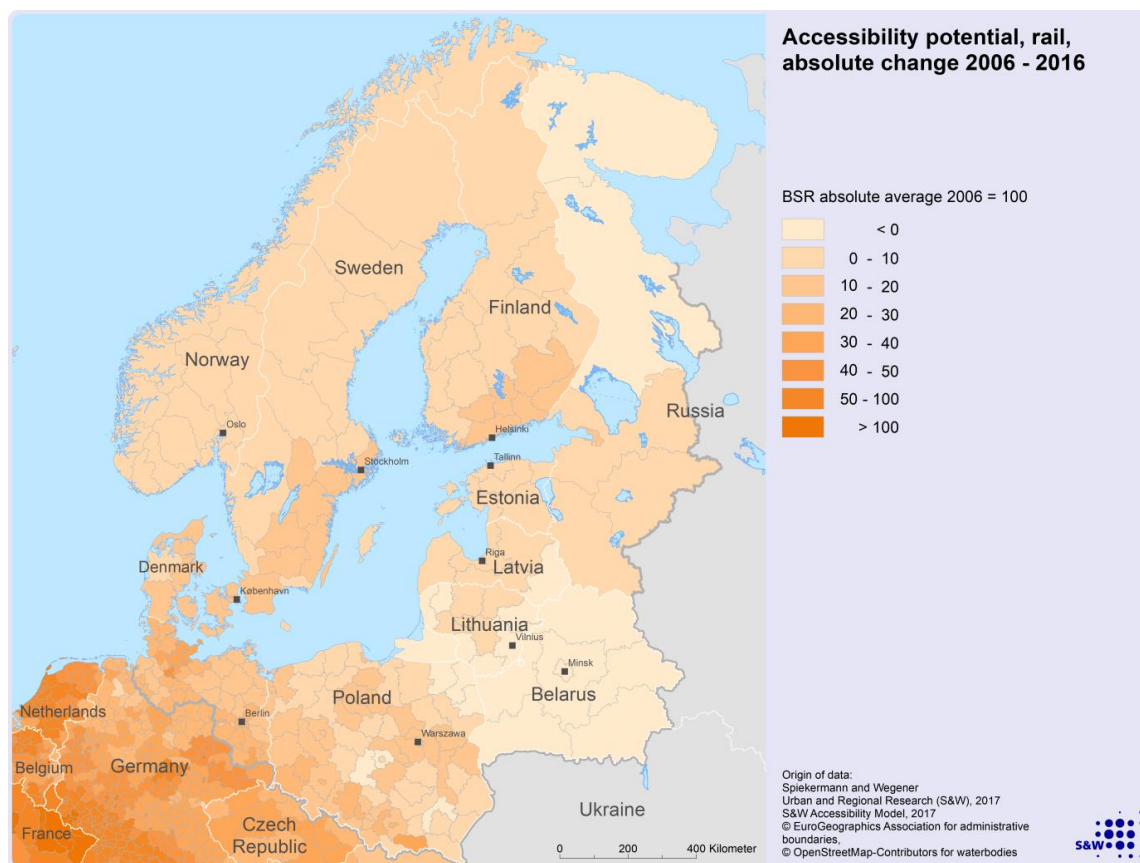 Accessibility potential, rail,
absolute change 2006 - 2016
BSR absolute average 2006 = 100
< 0
0 - 10
10 - 20
20 - 30
30 - 40
40 - 50
50 - 100
> 100
Sweden
Finland
Norway
Oslo
Helsinki
Russia
Stockholm
Tallinn
Estonia
Riga
Latvia
Denmark
København
Lithuania
Vilnius
Minsk
Belarus
Poland
Netherlands
Berlin
Warszawa
Belgium
Germany
Ukraine
France
Czech
Republic
0 200 400 Kilometer
Origin of data:
Spiekermann and Wegener
Urban and Regional Research (S&W), 2017
S&W Accessibility Model, 2017
© EuroGeographics Association for administrative
boundaries,
© OpenStreetMap-Contributors for waterbodies
S&W